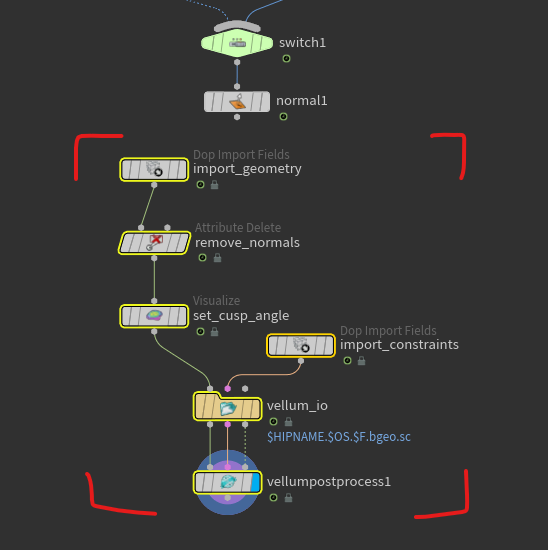 switch1
normal1
Dop Import Fields
import_geometry
Attribute Delete
remove_normals
Visualize
set_cusp_angle
Dop Import Fields
import_constraints
vellum_io
$HIPNAME.$OS.$F.bgeo.sc
vellumpostprocess1